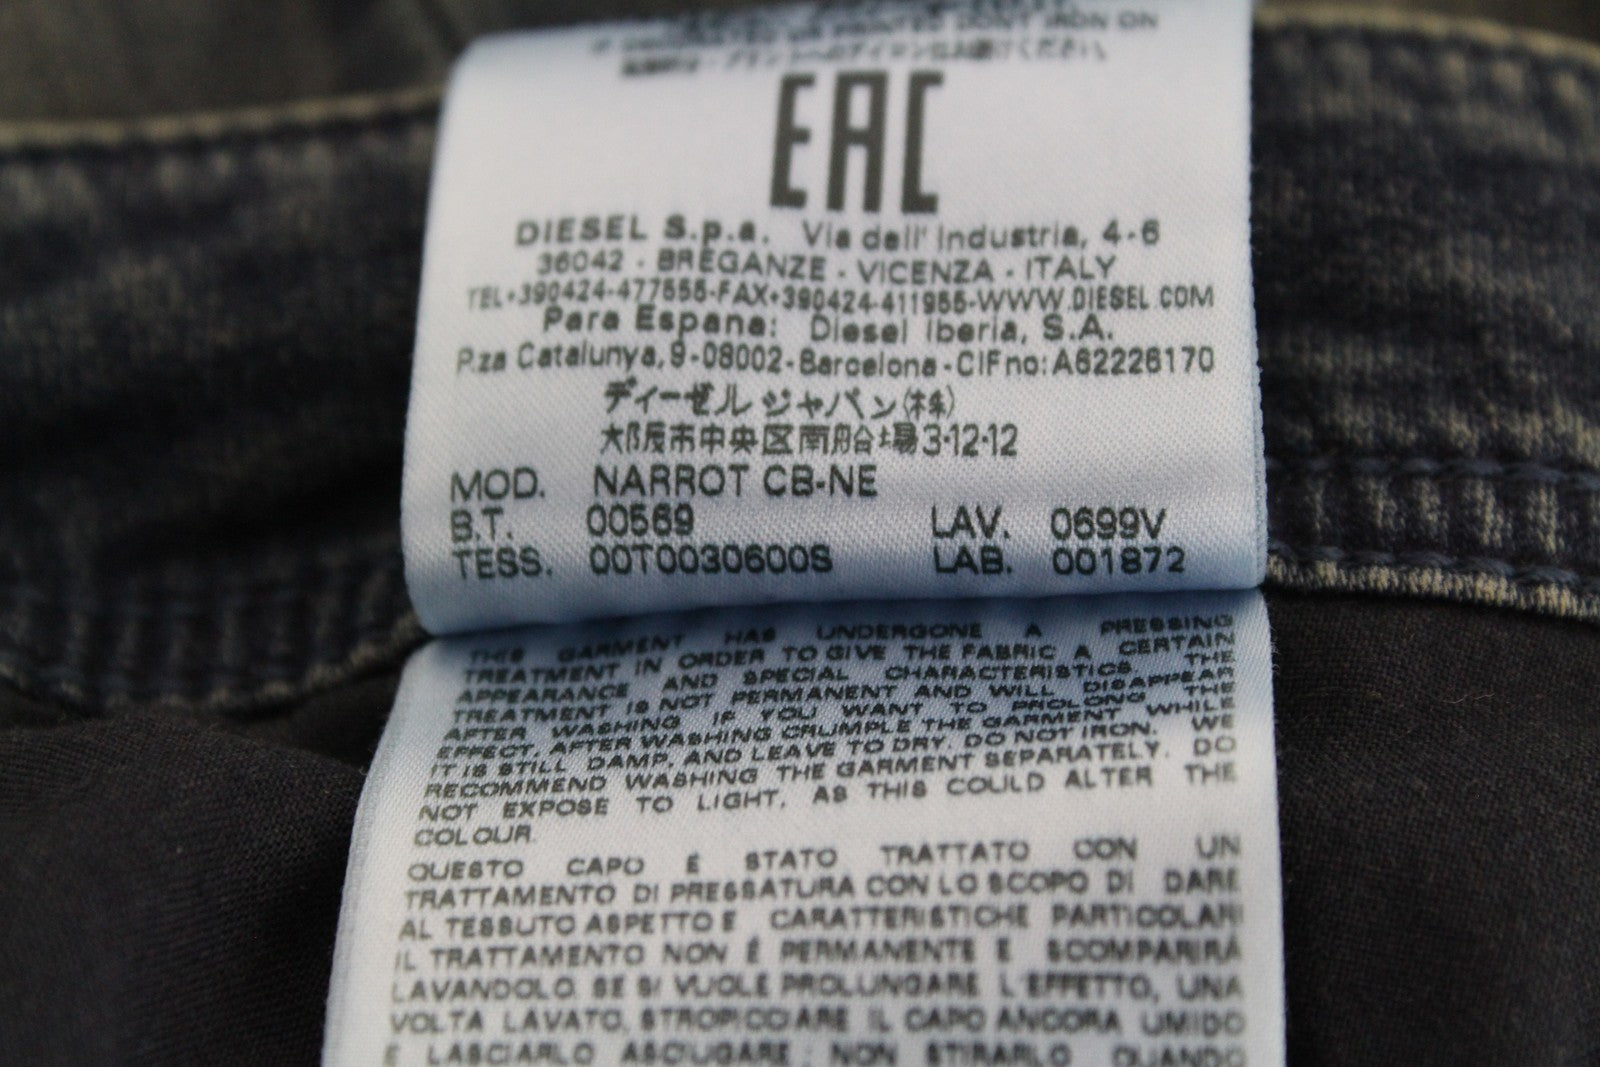 PRINTED DON'T IRON ON
EAC
DIESEL S.p.a. Via dell' Industria, 4-6
36042 - BREGANZE - VICENZA - ITALY
TEL+390424-477555-FAX+390424-411955-WWW.DIESEL.COM
Para Espana: Diesel Iberia, S.A.
P.za Catalunya,9-08002-Barcelona-CIFno:A62226170
ディーゼル ジャパン(株)
大阪市中央区南船場3-12-12
MOD. NARROT CB-NE
B.T. 00569 LAV. 0699V
TESS. 00T0030600S LAB. 001872
THIS GARMENT HAS UNDERGONE A PRESSING
TREATMENT IN ORDER TO GIVE THE FABRIC A CERTAIN
APPEARANCE AND SPECIAL CHARACTERISTICS. THE
TREATMENT IS NOT PERMANENT AND WILL DISAPPEAR
AFTER WASHING. IF YOU WANT TO PROLONG THE
EFFECT, AFTER WASHING CRUMPLE THE GARMENT WHILE
IT IS STILL DAMP, AND LEAVE TO DRY. DO NOT IRON. WE
RECOMMEND WASHING THE GARMENT SEPARATELY. DO
NOT EXPOSE TO LIGHT, AS THIS COULD ALTER THE
COLOUR.
QUESTO CAPO É STATO TRATTATO CON UN
TRATTAMENTO DI PRESSATURA CON LO SCOPO DI DARE
AL TESSUTO ASPETTO E CARATTERISTICHE PARTICOLARI
IL TRATTAMENTO NON É PERMANENTE E SCOMPARIRÁ
LAVANDOLO. SE SI VUOLE PROLUNGARE L'EFFETTO, UNA
VOLTA LAVATO, STROPICCIARE IL CAPO ANCORA UMIDO
E LASCIARLO ASCIUGARE. NON STIRARLO QUANDO